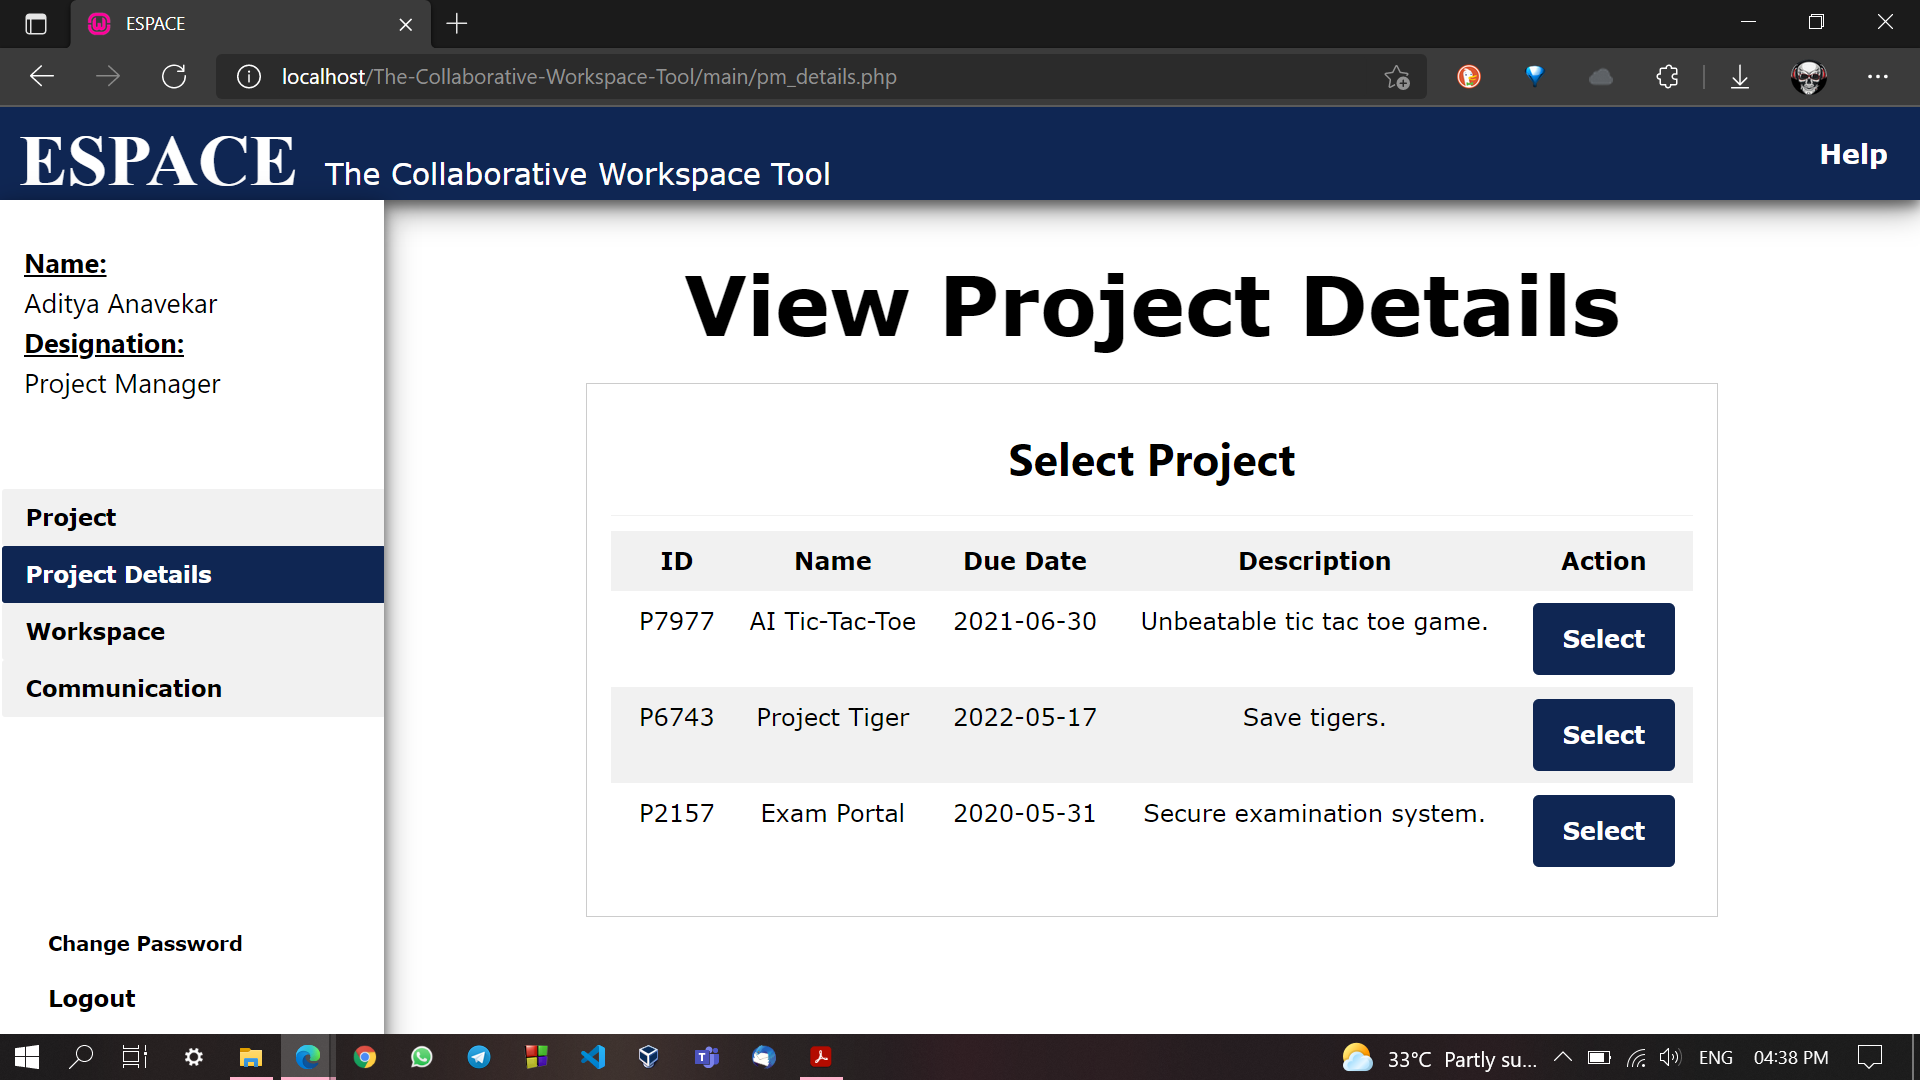 ESPACE
localhost/The-Collaborative-Workspace-Tool/main/pm_details.php
ESPACE The Collaborative Workspace Tool Help
Name:
Aditya Anavekar
Designation:
Project Manager
Project
Project Details
Workspace
Communication
Change Password
Logout
View Project Details
Select Project
ID Name Due Date Description Action
P7977 AI Tic-Tac-Toe 2021-06-30 Unbeatable tic tac toe game. Select
P6743 Project Tiger 2022-05-17 Save tigers. Select
P2157 Exam Portal 2020-05-31 Secure examination system. Select
33°C Partly su... ENG 04:38 PM